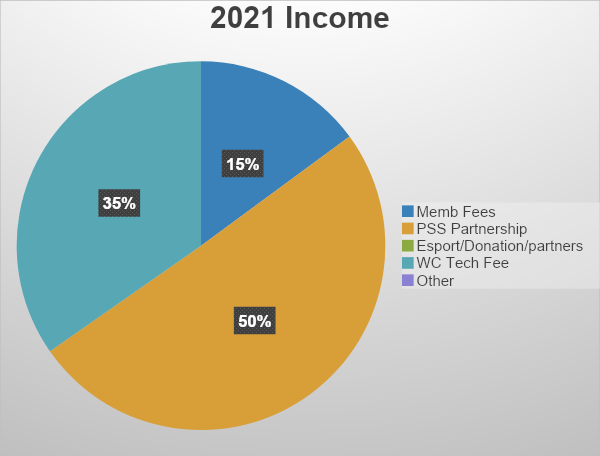 2021 Income
15%
35%
50%
Memb Fees
PSS Partnership
Esport/Donation/partners
WC Tech Fee
Other